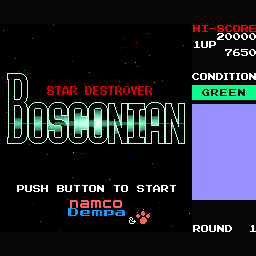 HI-SCORE
20000
1UP
7650
CONDITION
GREEN
ROUND 1
STAR DESTROYER
BOSCONIAN
PUSH BUTTON TO START
namco
Dempa
&